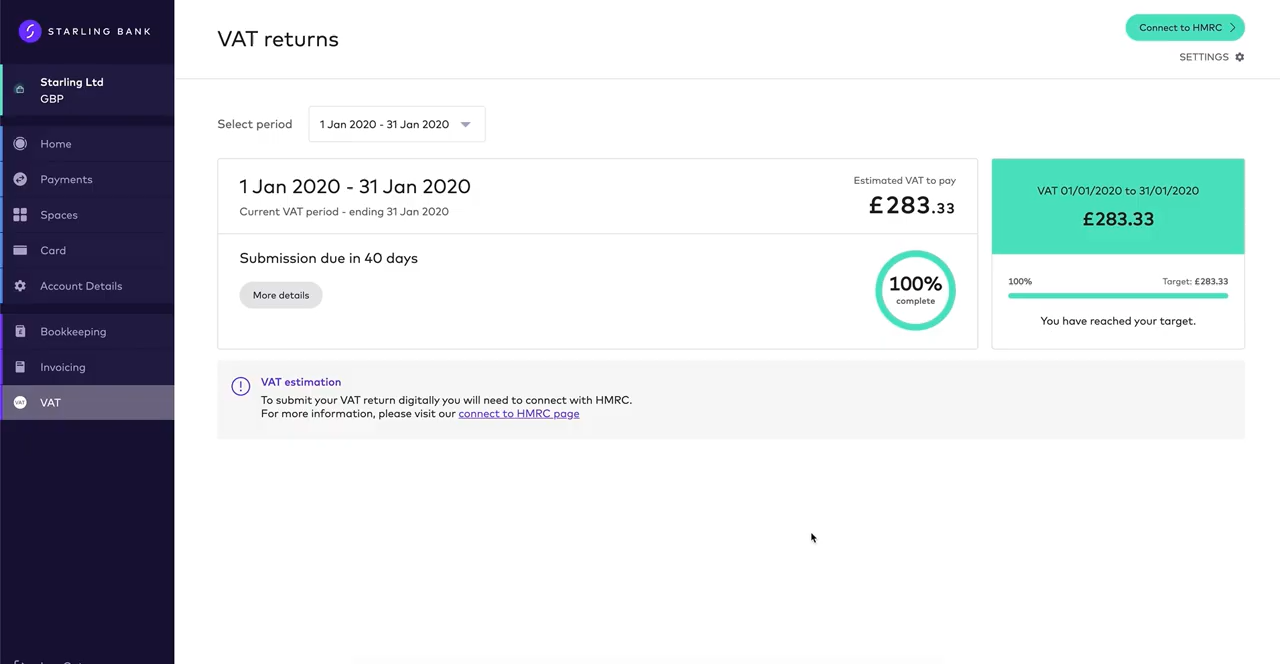 STARLING BANK
Starling Ltd
GBP
Home
Payments
Spaces
Card
Account Details
Bookkeeping
Invoicing
VAT
VAT
VAT returns
Connect to HMRC
SETTINGS
Select period
1 Jan 2020 - 31 Jan 2020
1 Jan 2020 - 31 Jan 2020
Current VAT period - ending 31 Jan 2020
Estimated VAT to pay
£283.33
Submission due in 40 days
More details
100%
complete
VAT 01/01/2020 to 31/01/2020
£283.33
100% Target: £283.33
You have reached your target.
VAT estimation
To submit your VAT return digitally you will need to connect with HMRC.
For more information, please visit our connect to HMRC page